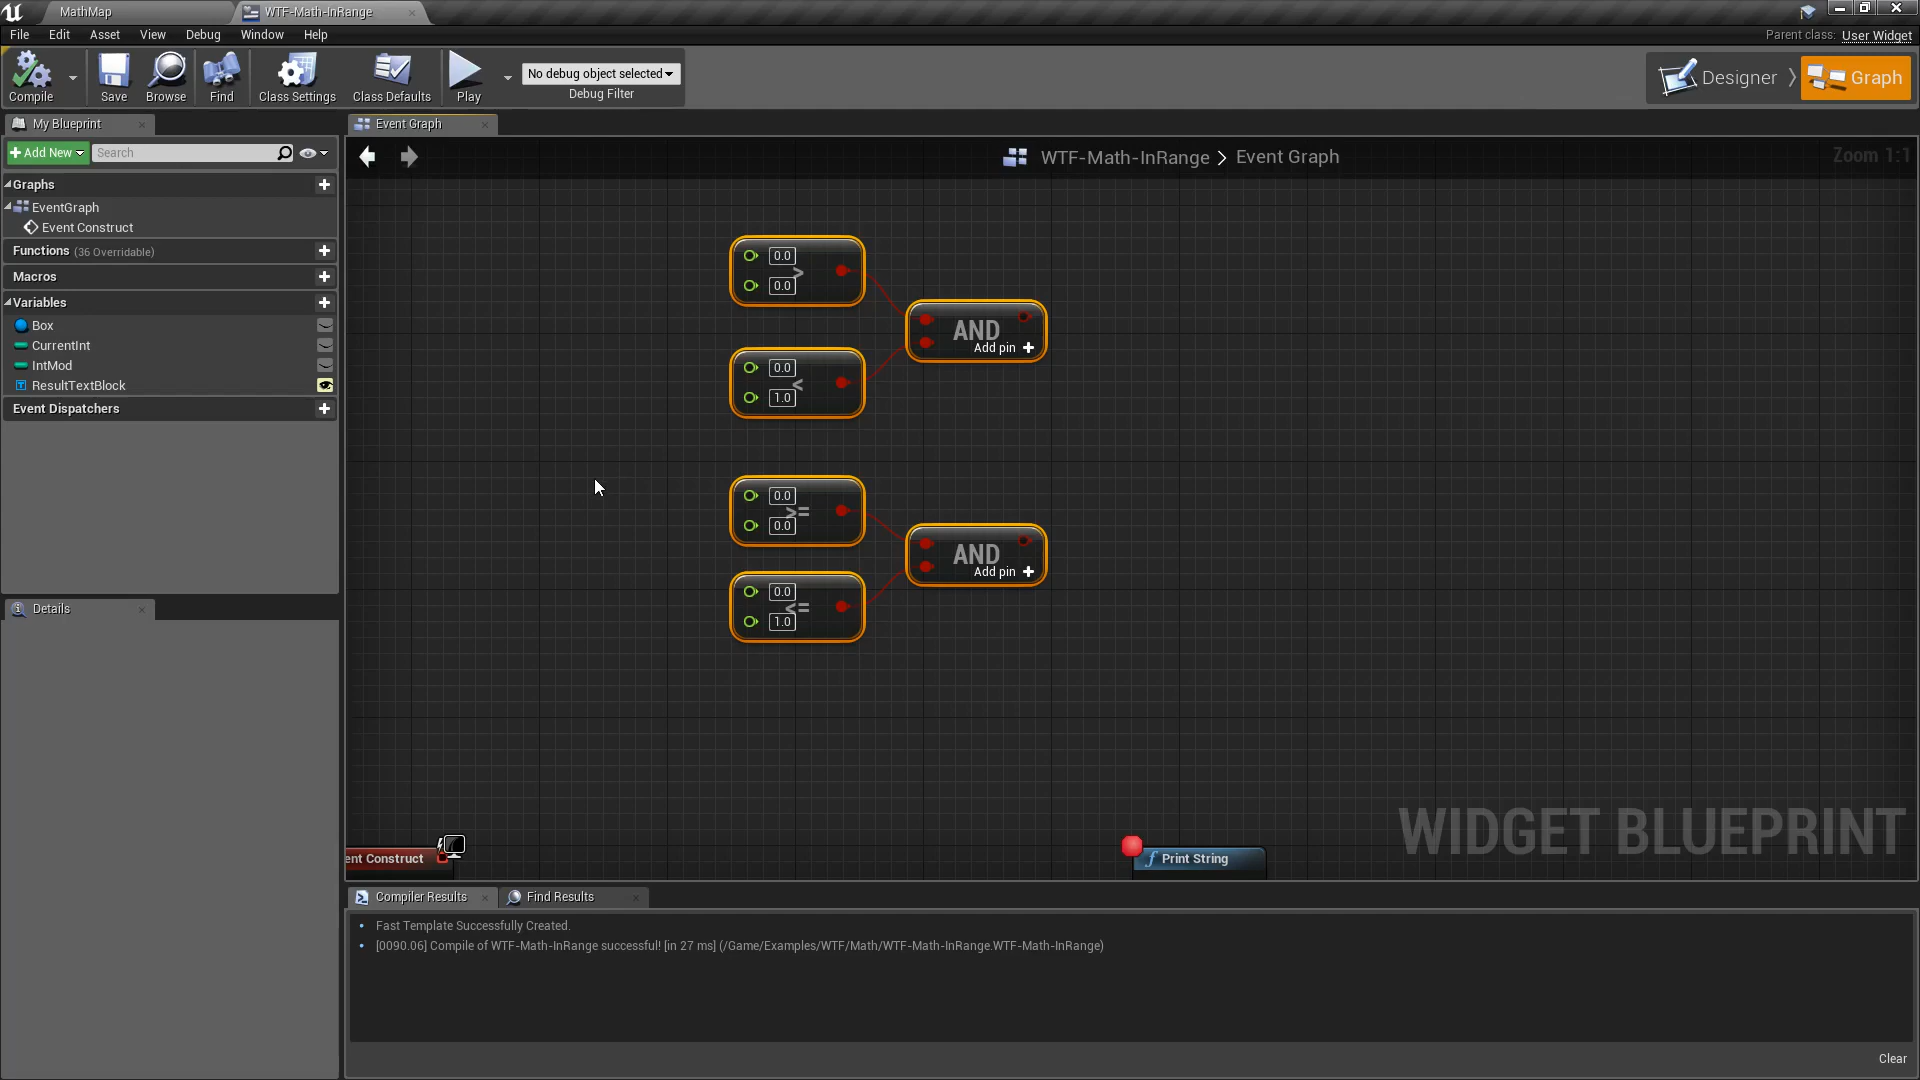 MathMap
WTF-Math-InRange
File Edit Asset View Debug Window Help
Parent class: User Widget
Compile
Save
Browse
Find
Class Settings
Class Defaults
Play
No debug object selected
Debug Filter
Designer
Graph
My Blueprint
Event Graph
Add New
Search
WTF-Math-InRange > Event Graph
Zoom 1:1
Graphs
EventGraph
Event Construct
Functions (36 Overridable)
Macros
Variables
Box
CurrentInt
IntMod
ResultTextBlock
Event Dispatchers
Details
0.0
>
0.0
AND
Add pin +
0.0
<
1.0
0.0
>=
0.0
AND
Add pin +
0.0
<=
1.0
WIDGET BLUEPRINT
ent Construct
f Print String
Compiler Results
Find Results
• Fast Template Successfully Created.
• [0090.06] Compile of WTF-Math-InRange successful! [in 27 ms] (/Game/Examples/WTF/Math/WTF-Math-InRange.WTF-Math-InRange)
Clear